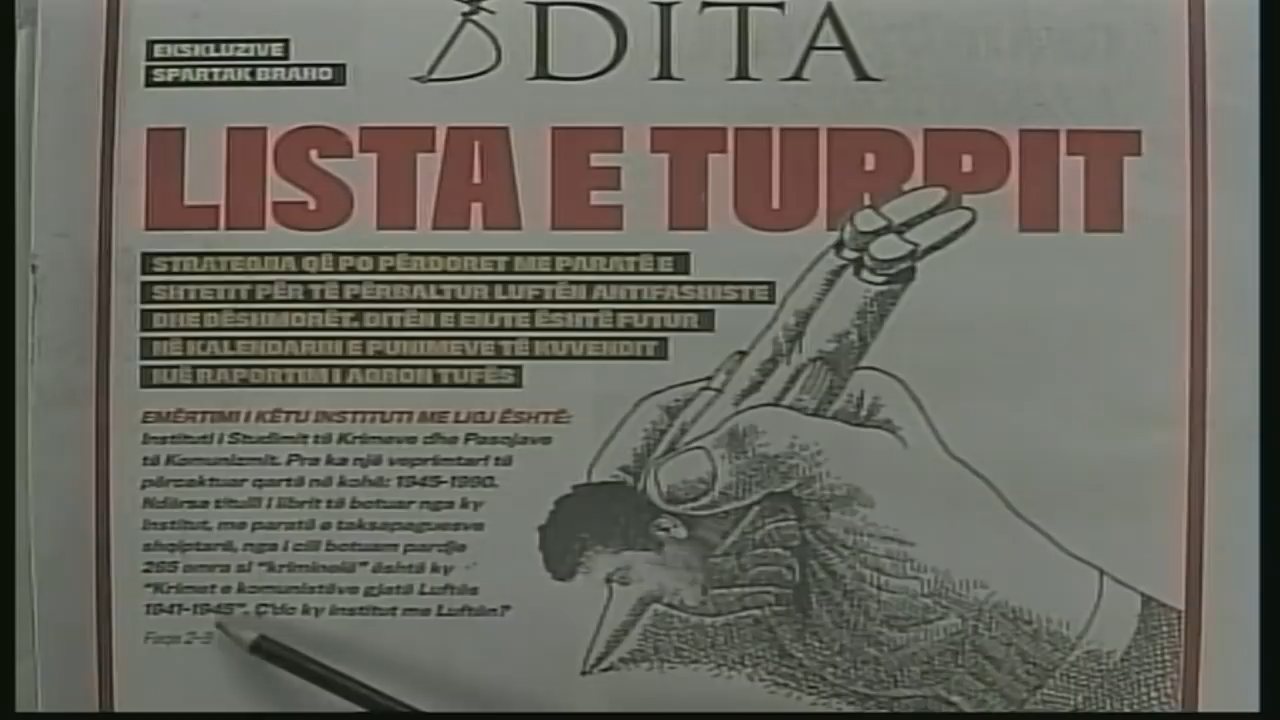 EKSKLUZIVE
SPARTAK BRAHO
DITA
LISTA E TURPIT
STRATEGJIA QË PO PËRDORET ME PARATË E
SHTETIT PËR TË PËRBALTUR LUFTËN ANTIFASHISTE
DHE DËSHMORËT. DITËN E EJTE ËSHTË FUTUR
NË KALENDARIN E PUNIMEVE TË KUVENDIT
NJË RAPORTIM I AGRON TUFËS
EMËRTIMI I KËTIJ INSTITUTI ME LIGJ ËSHTË:
Instituti i Studimit të Krimeve dhe Pasojave
të Komunizmit. Pra ka një veprimtari të
përcaktuar qartë në kohë: 1945-1990.
Ndërsa titulli i librit të botuar nga ky
institut, me paratë e taksapaguesve
shqiptarë, nga i cili botuam pardje
265 emra si "kriminelë" është ky
"Krimet e komunistëve gjatë Luftës
1941-1945". Ç'do ky institut me Luftën?
Faqe 2-3